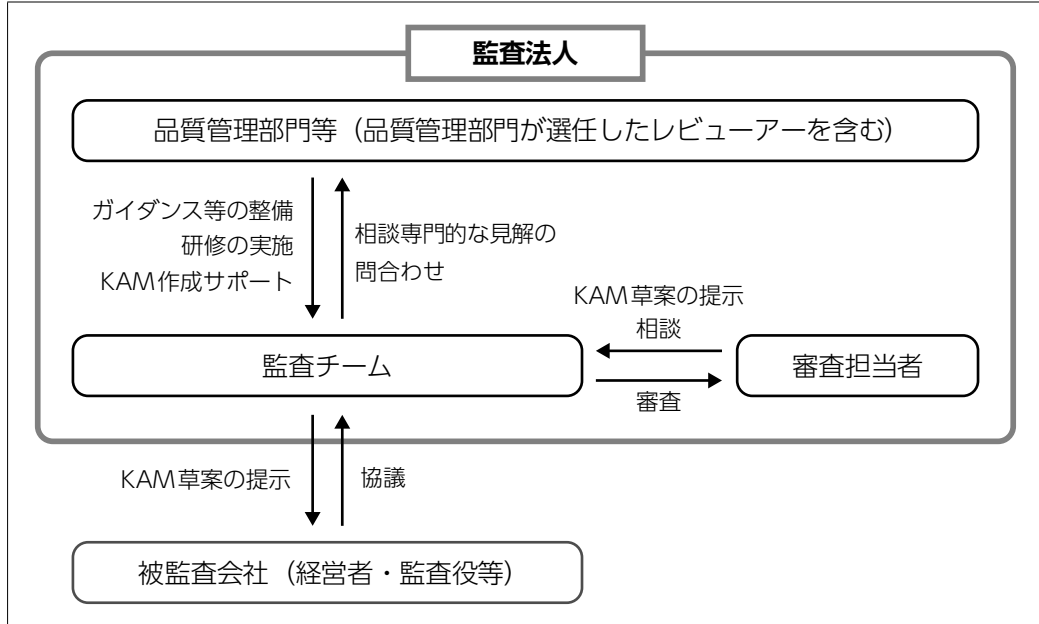 監査法人
品質管理部門等（品質管理部門が選任したレビューアーを含む）
ガイダンス等の整備
研修の実施
KAM作成サポート
相談専門的な見解の
問合わせ
KAM草案の提示
相談
監査チーム
審査担当者
審査
KAM草案の提示
協議
被監査会社（経営者・監査役等）